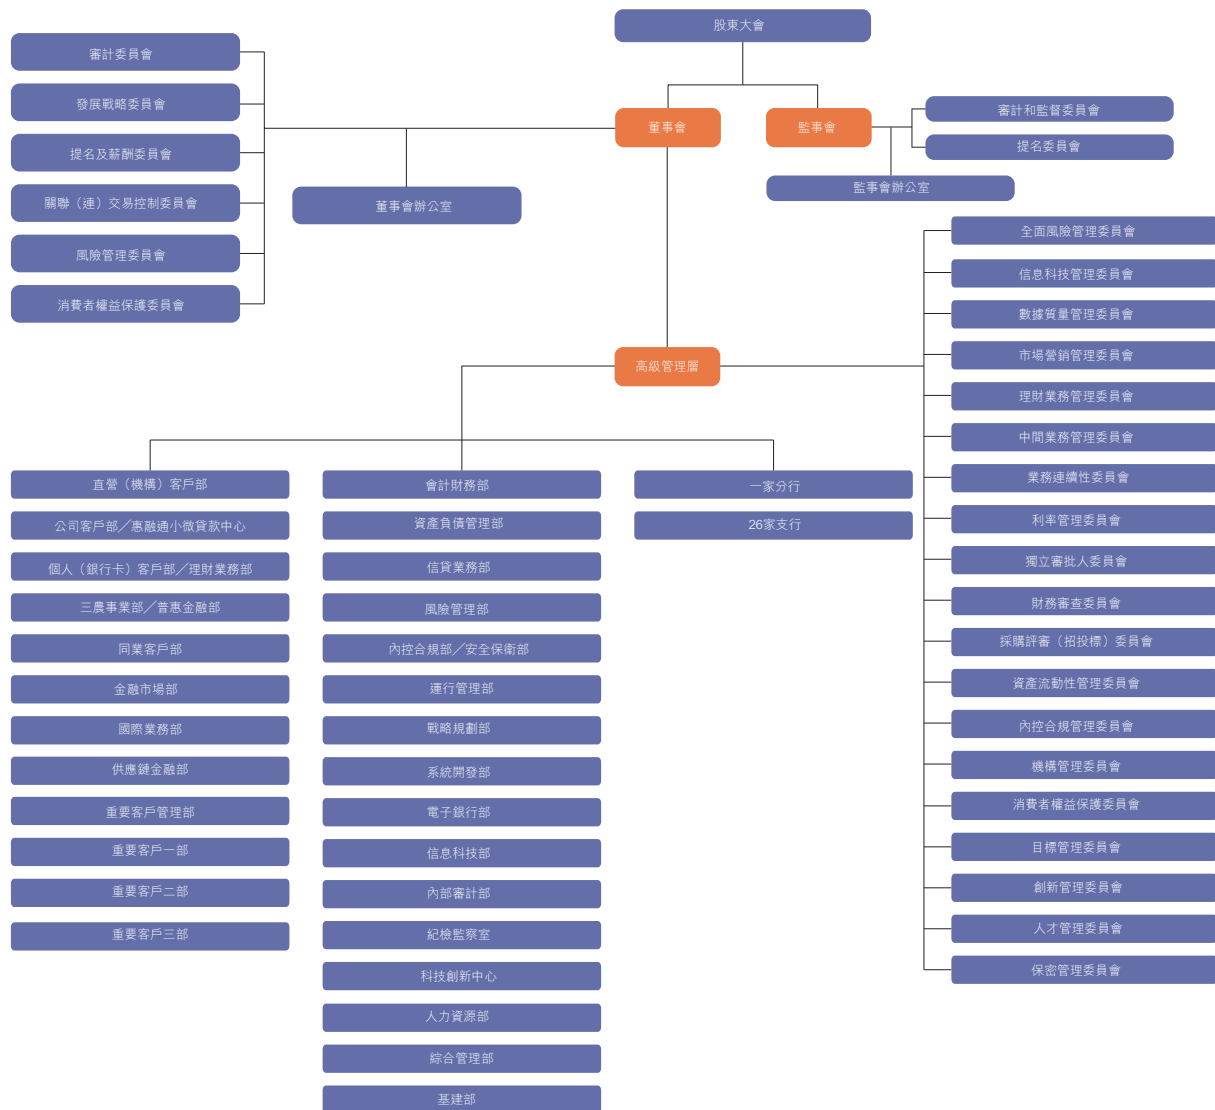 股東大會
審計委員會
發展戰略委員會
提名及薪酬委員會
關聯（連）交易控制委員會
風險管理委員會
消費者權益保護委員會
董事會
監事會
審計和監督委員會
提名委員會
監事會辦公室
董事會辦公室
高級管理層
全面風險管理委員會
信息科技管理委員會
數據質量管理委員會
市場營銷管理委員會
理財業務管理委員會
中間業務管理委員會
業務連續性委員會
利率管理委員會
獨立審批人委員會
財務審查委員會
採購評審（招投標）委員會
資產流動性管理委員會
內控合規管理委員會
機構管理委員會
消費者權益保護委員會
目標管理委員會
創新管理委員會
人才管理委員會
保密管理委員會
直營（機構）客戶部
公司客戶部／惠融通小微貸款中心
個人（銀行卡）客戶部／理財業務部
三農事業部／普惠金融部
同業客戶部
金融市場部
國際業務部
供應鏈金融部
重要客戶管理部
重要客戶一部
重要客戶二部
重要客戶三部
會計財務部
資產負債管理部
信貸業務部
風險管理部
內控合規部／安全保衛部
運行管理部
戰略規劃部
系統開發部
電子銀行部
信息科技部
內部審計部
紀檢監察室
科技創新中心
人力資源部
綜合管理部
基建部
一家分行
26家支行